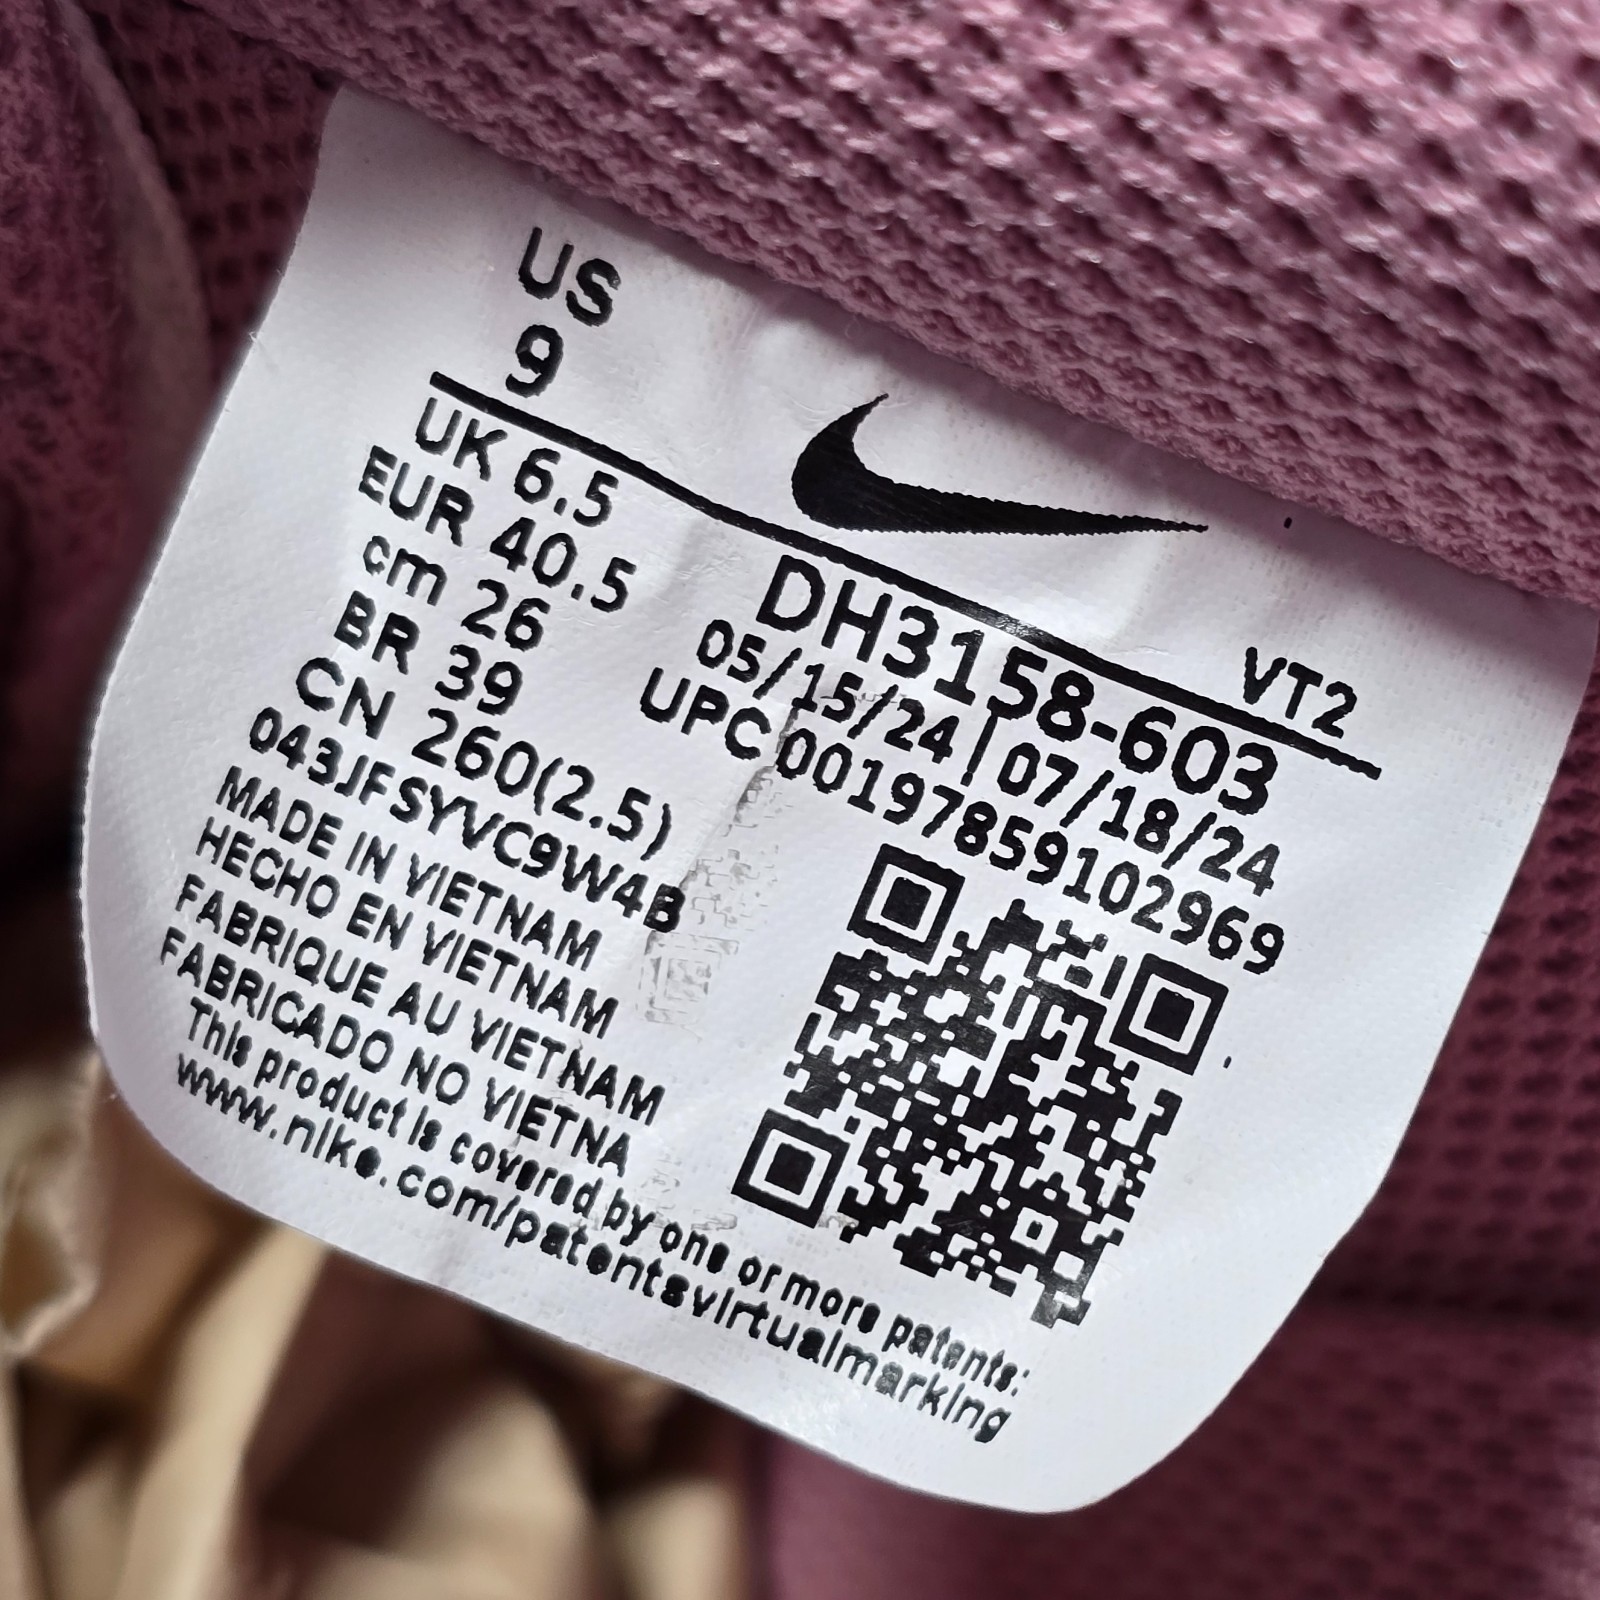 US
9
UK 6.5
EUR 40.5
cm 26
BR 39
CN 260(2.5)
043JFSYVC9W4B
MADE IN VIETNAM
HECHO EN VIETNAM
FABRIQUE AU VIETNAM
FABRICADO NO VIETNA
This product is covered by one or more patents:
www.nike.com/patentsvirtualmarking
VT2
DH3158-603
05/15/24|07/18/24
UPC 00197859102969